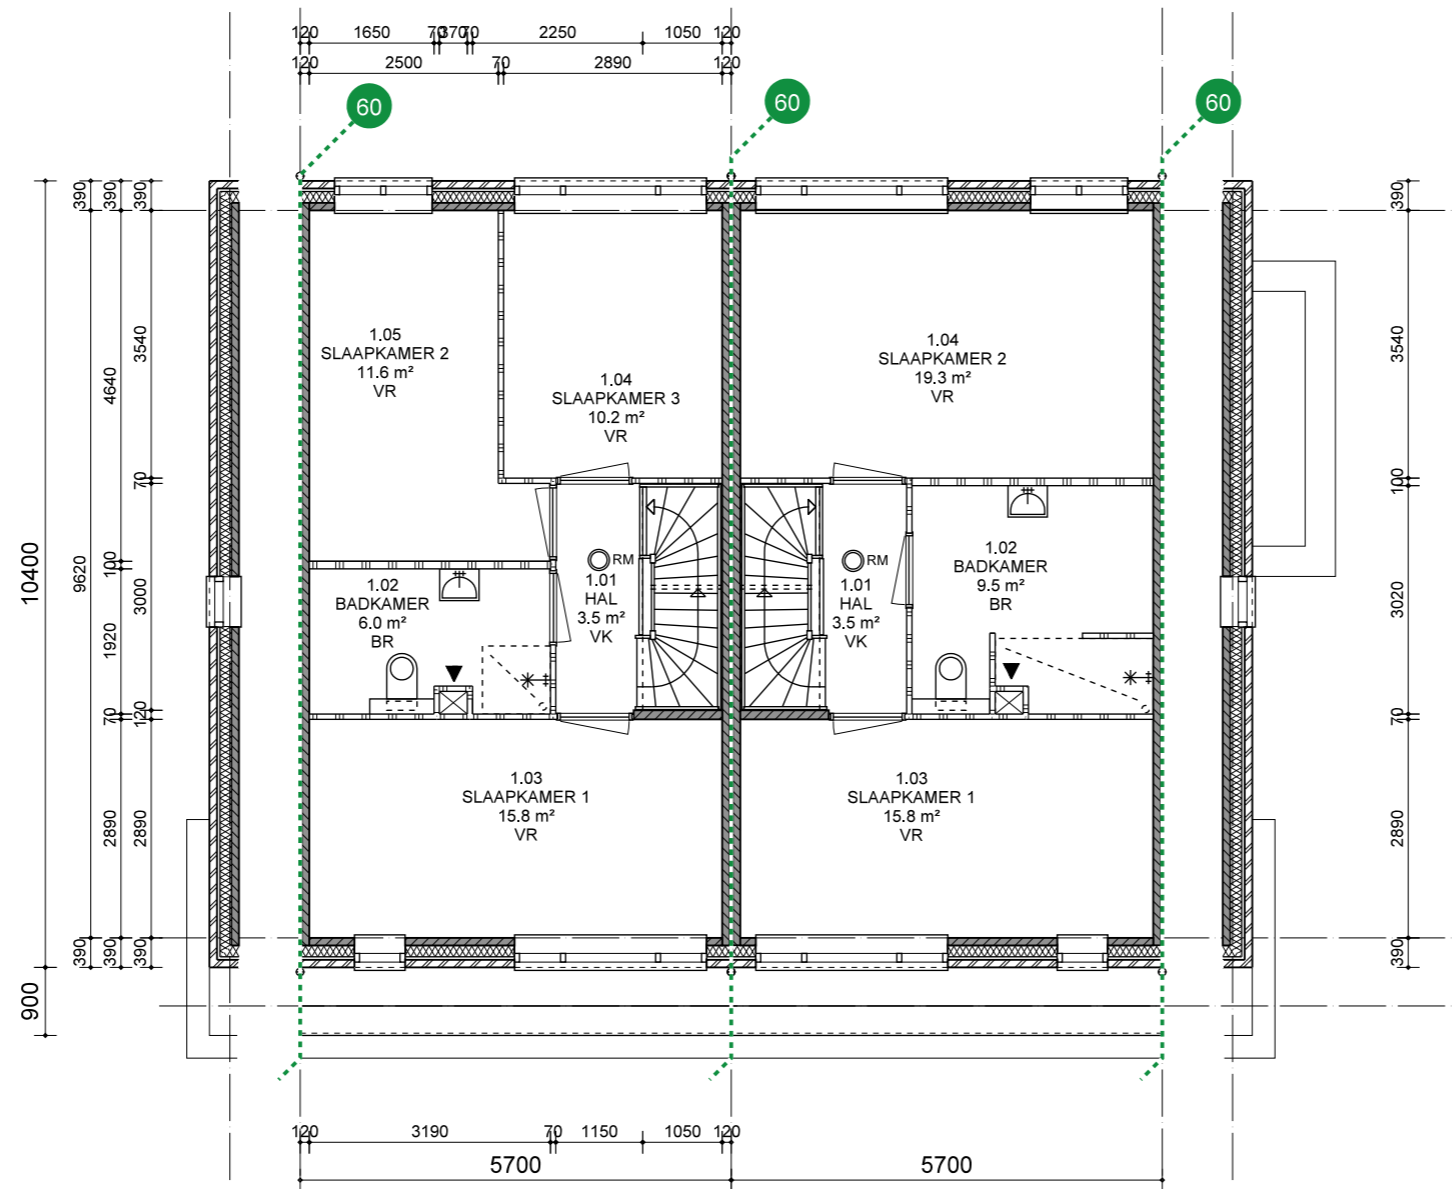 120 1650 70 370 70 2250 1050 120
120 2500 70 2890 120
60
60
60
390
390
390
390
3540
4640
3540
1.05
SLAAPKAMER 2
11.6 m²
VR
1.04
SLAAPKAMER 3
10.2 m²
VR
1.04
SLAAPKAMER 2
19.3 m²
VR
70
100
10400
9620
100
3000
1920
3020
1.02
BADKAMER
6.0 m²
BR
RM
1.01
HAL
3.5 m²
VK
RM
1.01
HAL
3.5 m²
VK
1.02
BADKAMER
9.5 m²
BR
70
120
70
1.03
SLAAPKAMER 1
15.8 m²
VR
1.03
SLAAPKAMER 1
15.8 m²
VR
2890
2890
2890
390
390
390
390
900
120 3190 70 1150 1050 120
5700 5700